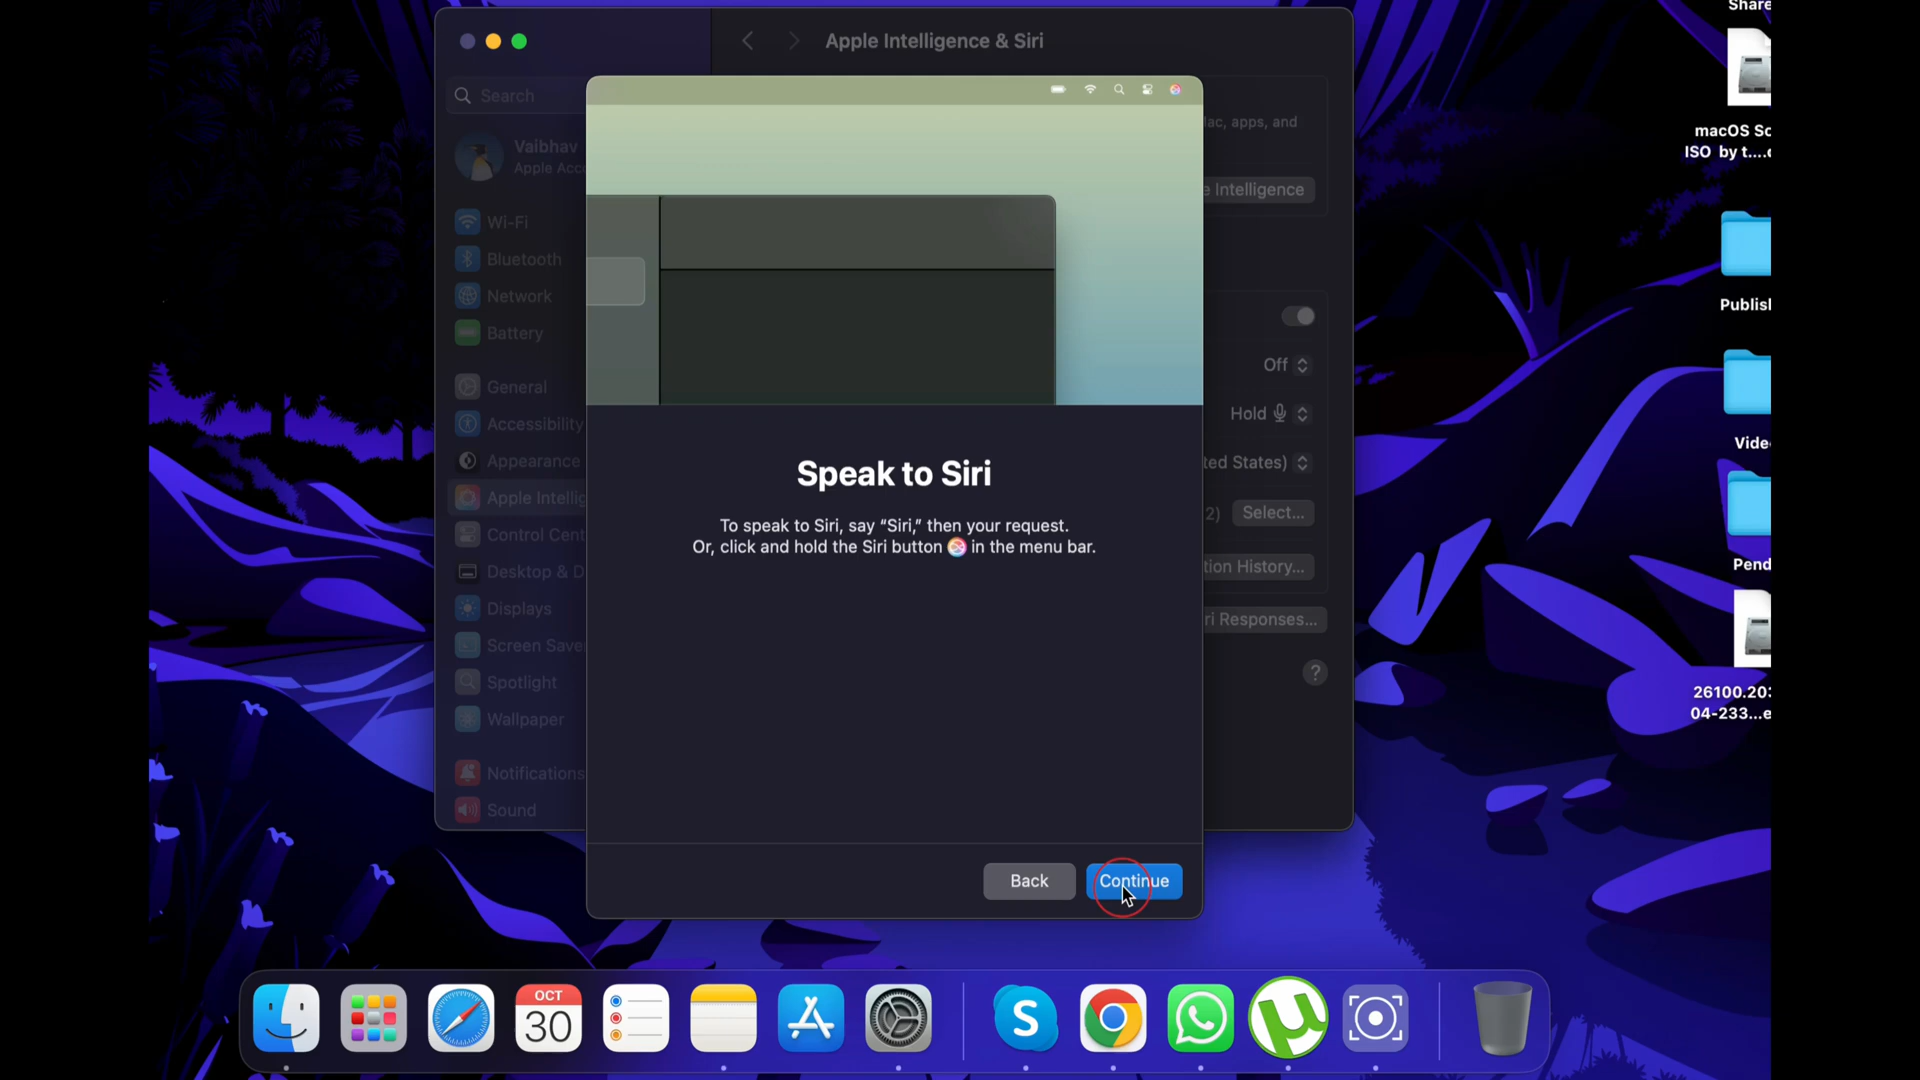 Share
Apple Intelligence & Siri
Search
Vaibhav
Apple Acc
lac, apps, and
e Intelligence
macOS So
ISO by t....
Wi-Fi
Bluetooth
Network
Battery
Publish
Off
General
Hold
Accessibility
Vide
Appearance
ted States)
Speak to Siri
Apple Intellig
2)
Select...
To speak to Siri, say “Siri,” then your request.
Or, click and hold the Siri button in the menu bar.
Control Cent
Pend
tion History...
Desktop & D
Displays
ri Responses...
Screen Save
?
Spotlight
26100.203
04-233...e
Wallpaper
Notifications
Sound
Back
Continue
OCT
30
S
µ